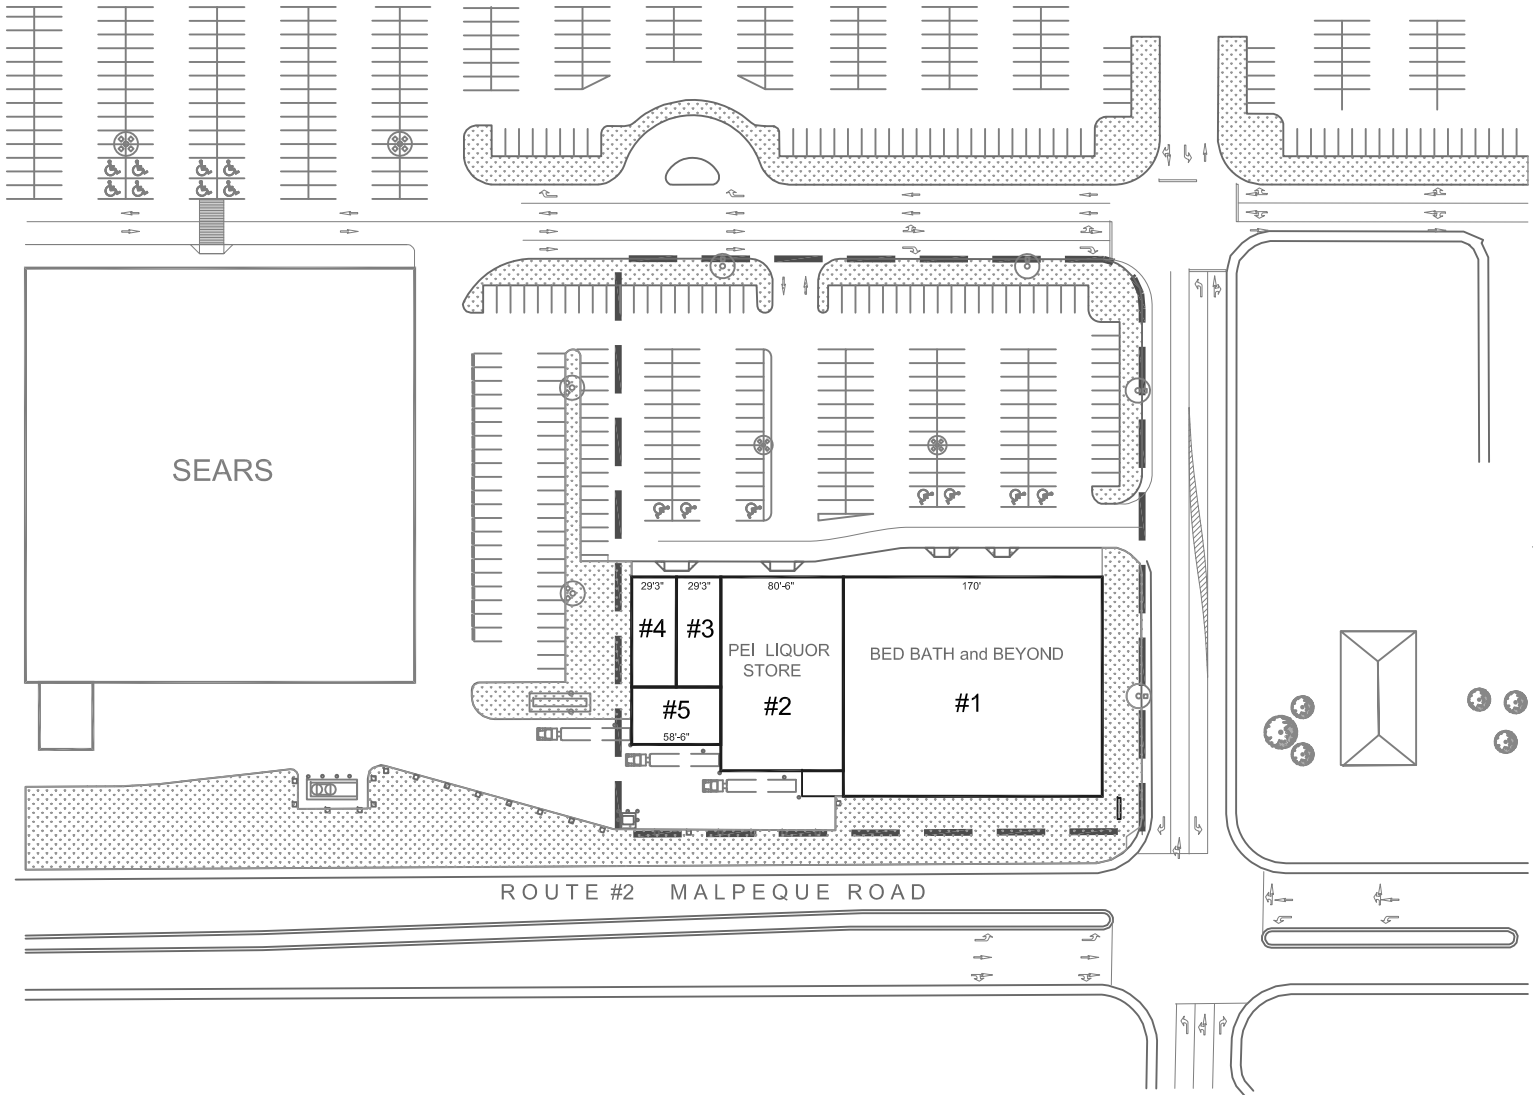 SEARS
29'3"
29'3"
80'-6"
170'
#4
#3
PEI LIQUOR
STORE
BED BATH and BEYOND
#5
#2
#1
58'-6"
ROUTE #2 MALPEQUE ROAD